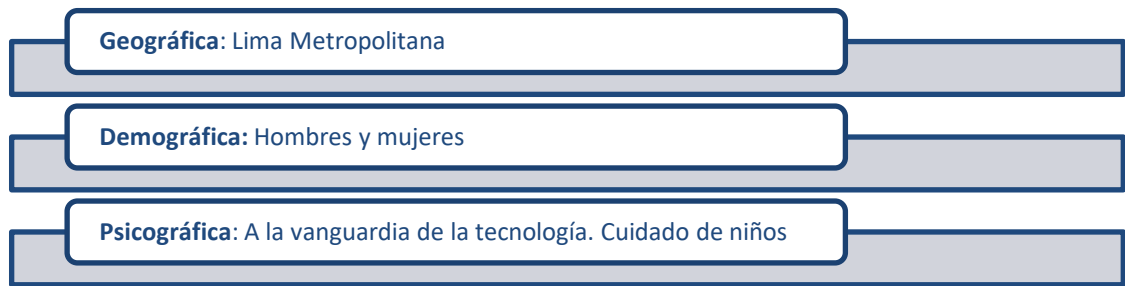 Geográfica: Lima Metropolitana
Demográfica: Hombres y mujeres
Psicográfica: A la vanguardia de la tecnología. Cuidado de niños